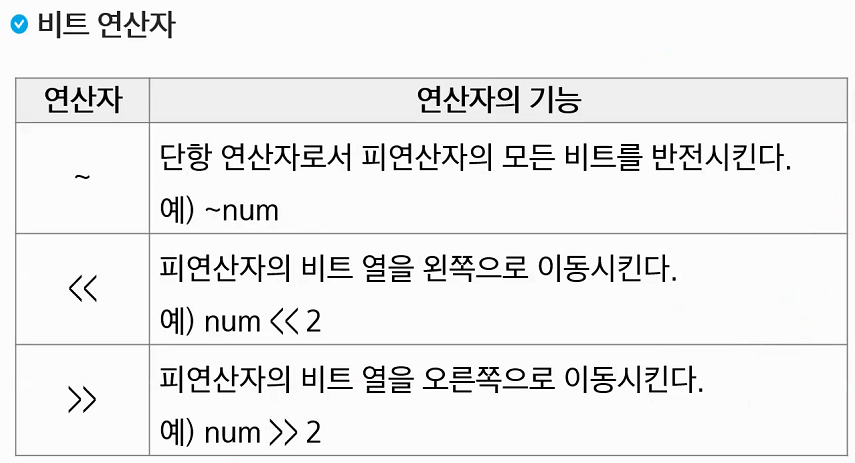 비트 연산자
연산자 연산자의 기능
~
단항 연산자로서 피연산자의 모든 비트를 반전시킨다.
예) ~num
<<
피연산자의 비트 열을 왼쪽으로 이동시킨다.
예) num << 2
>>
피연산자의 비트 열을 오른쪽으로 이동시킨다.
예) num >> 2